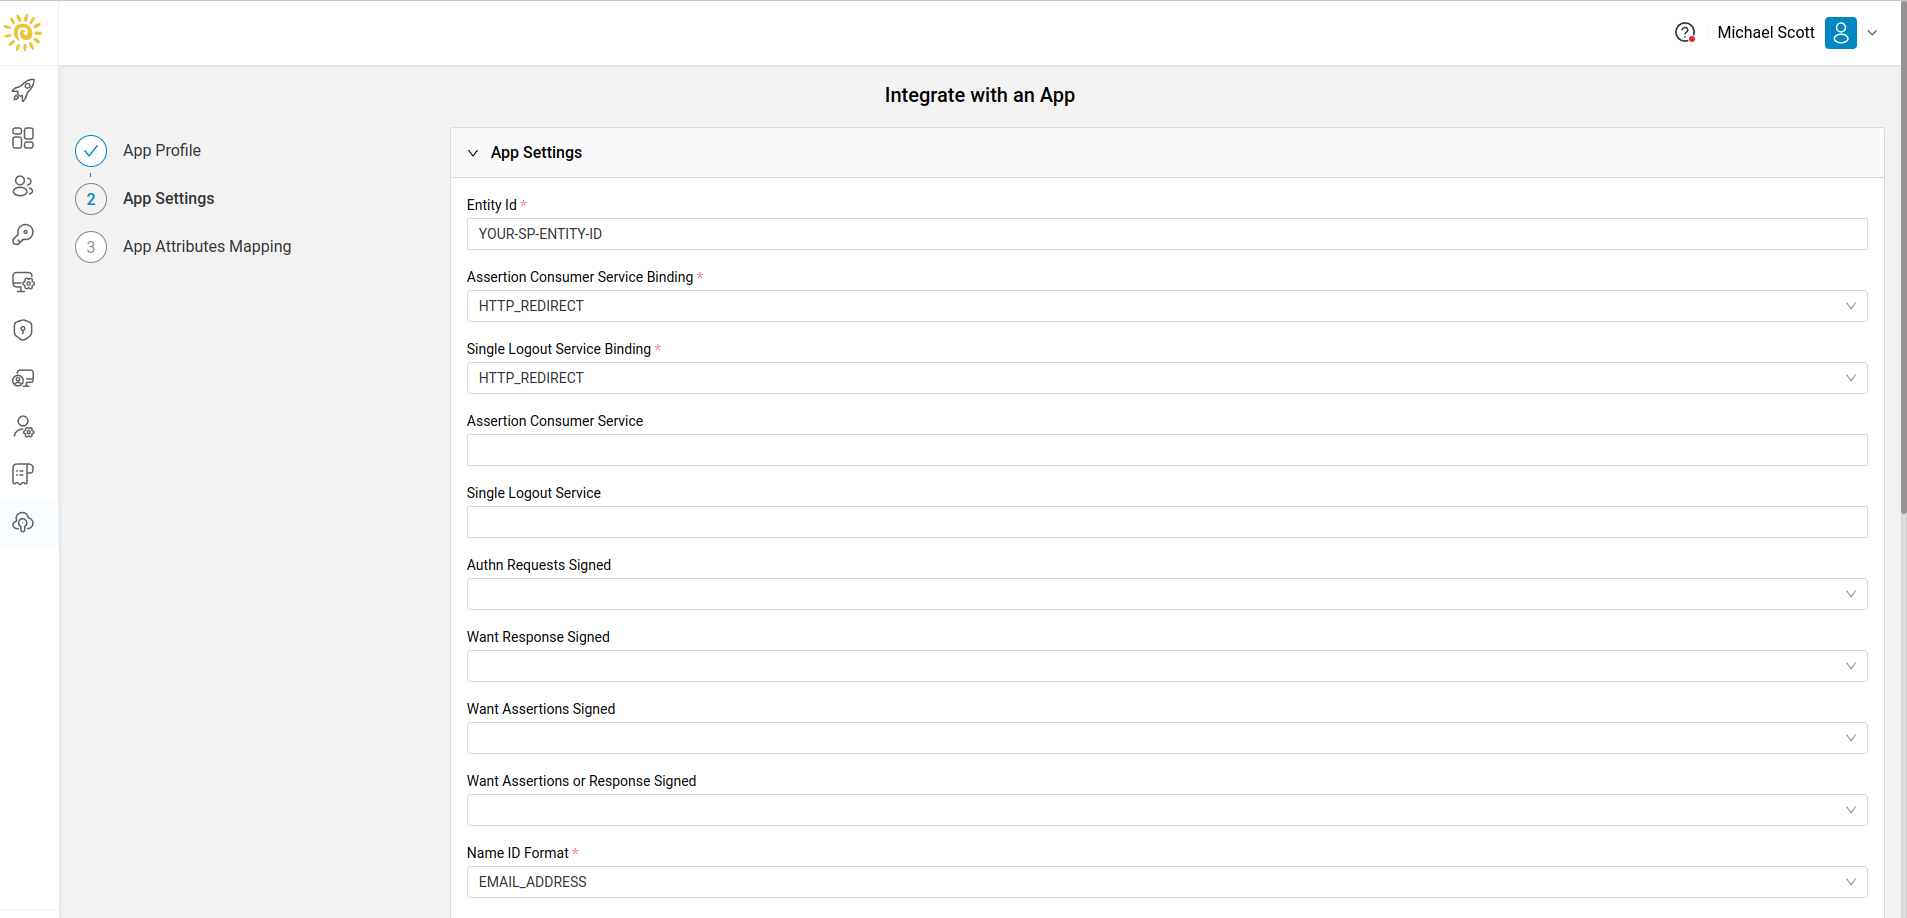 Michael Scott
Integrate with an App
App Profile
2 App Settings
3 App Attributes Mapping
App Settings
Entity Id *
YOUR-SP-ENTITY-ID
Assertion Consumer Service Binding *
HTTP_REDIRECT
Single Logout Service Binding *
HTTP_REDIRECT
Assertion Consumer Service
Single Logout Service
Authn Requests Signed
Want Response Signed
Want Assertions Signed
Want Assertions or Response Signed
Name ID Format *
EMAIL_ADDRESS